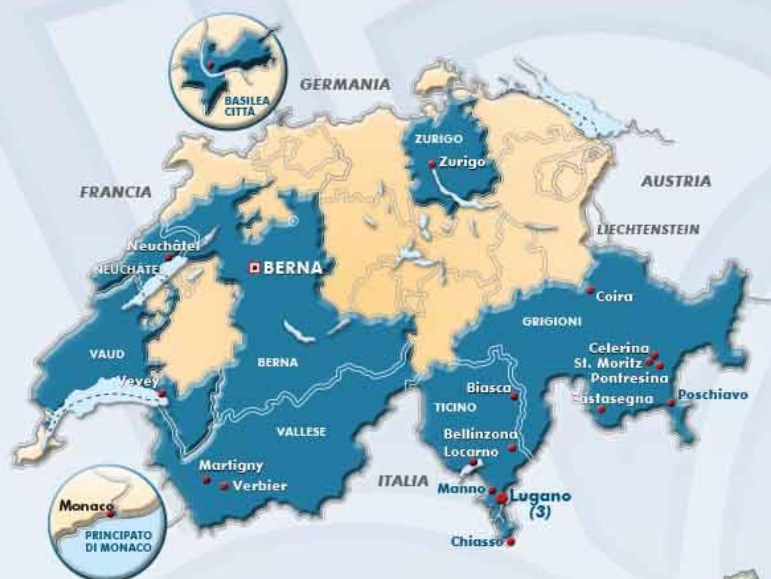 BASILEA
CITTÀ
GERMANIA
ZURIGO
Zurigo
FRANCIA
AUSTRIA
LIECHTENSTEIN
Neuchâtel
NEUCHÂTEL
BERNA
Coira
GRIGIONI
VAUD
BERNA
Celerina
St. Moritz
Pontresina
Vevey
Biasca
TICINO
Castasegna
Poschiavo
VALLESE
Bellinzona
Locarno
Martigny
Verbier
ITALIA
Manno
Lugano
(3)
Monaco
PRINCIPATO
DI MONACO
Chiasso